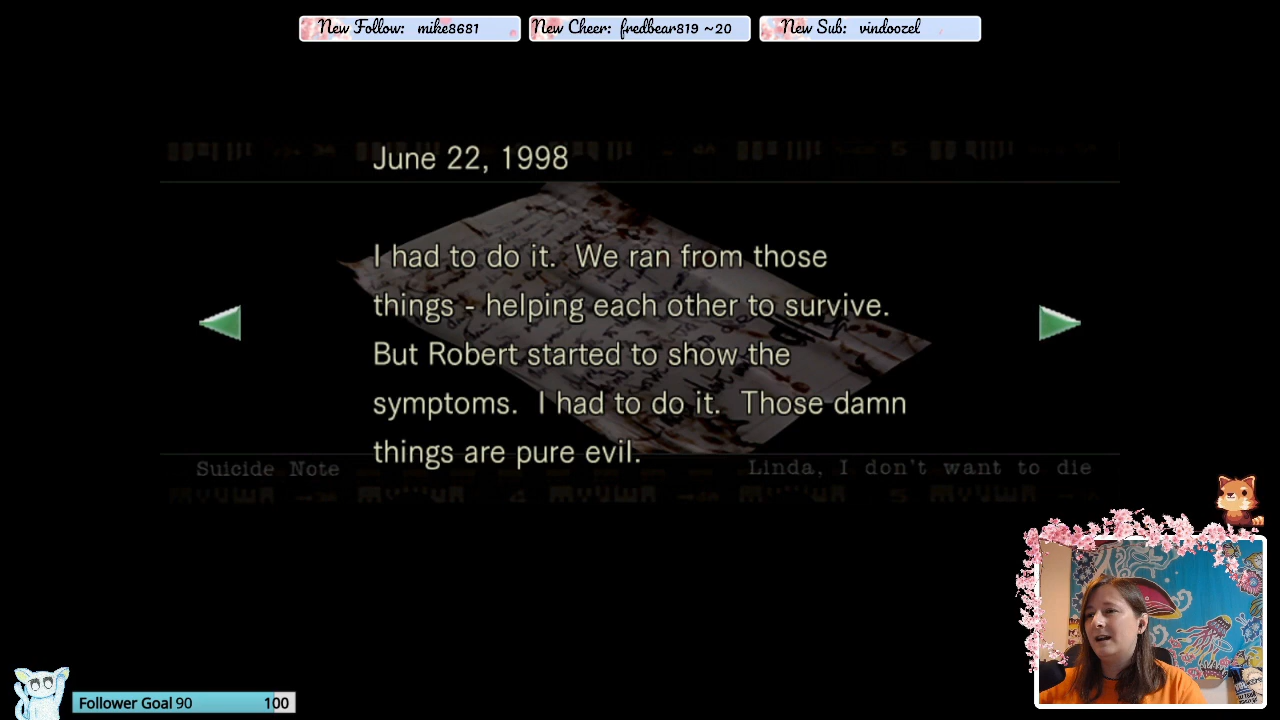 New Follow: mike8681
New Cheer: fredbear819 ~20
New Sub: vindoozel
June 22, 1998
I had to do it. We ran from those
things - helping each other to survive.
But Robert started to show the
symptoms. I had to do it. Those damn
things are pure evil.
Suicide Note
Linda, I don't want to die
Follower Goal 90
100